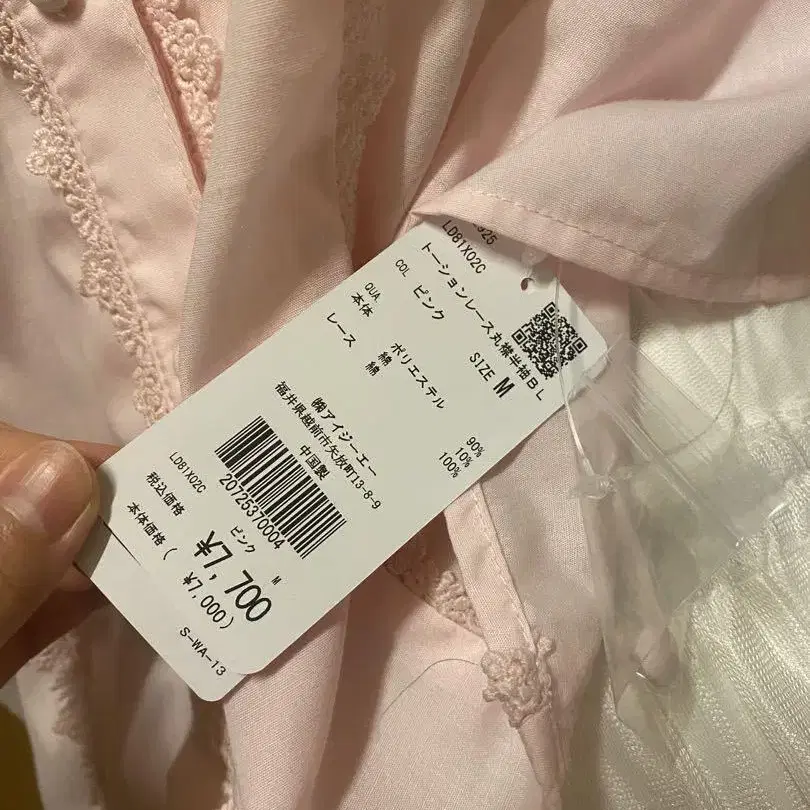 LD81X02C
トーションレース丸襟半袖BL
COL ピンク SIZE M
QUA
本体 ポリエステル 90%
綿 10%
レース 綿 100%
㈱アイジーエー
福井県越前市矢放町13-8-9
中国製
20725370004
LD81X02C ピンク M
税込価格 ¥7,700
本体価格 ( ¥7,000)
S-WA-13